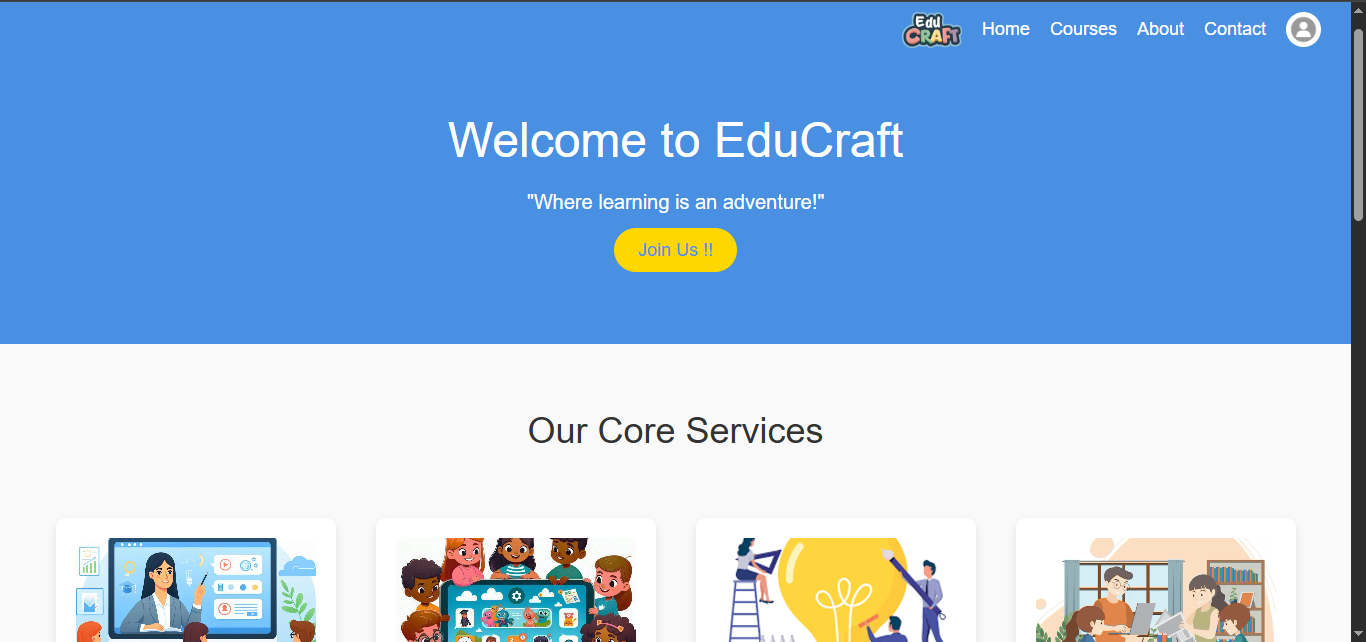 Edu
CRAFT
Home
Courses
About
Contact
Welcome to EduCraft
"Where learning is an adventure!"
Join Us !!
Our Core Services